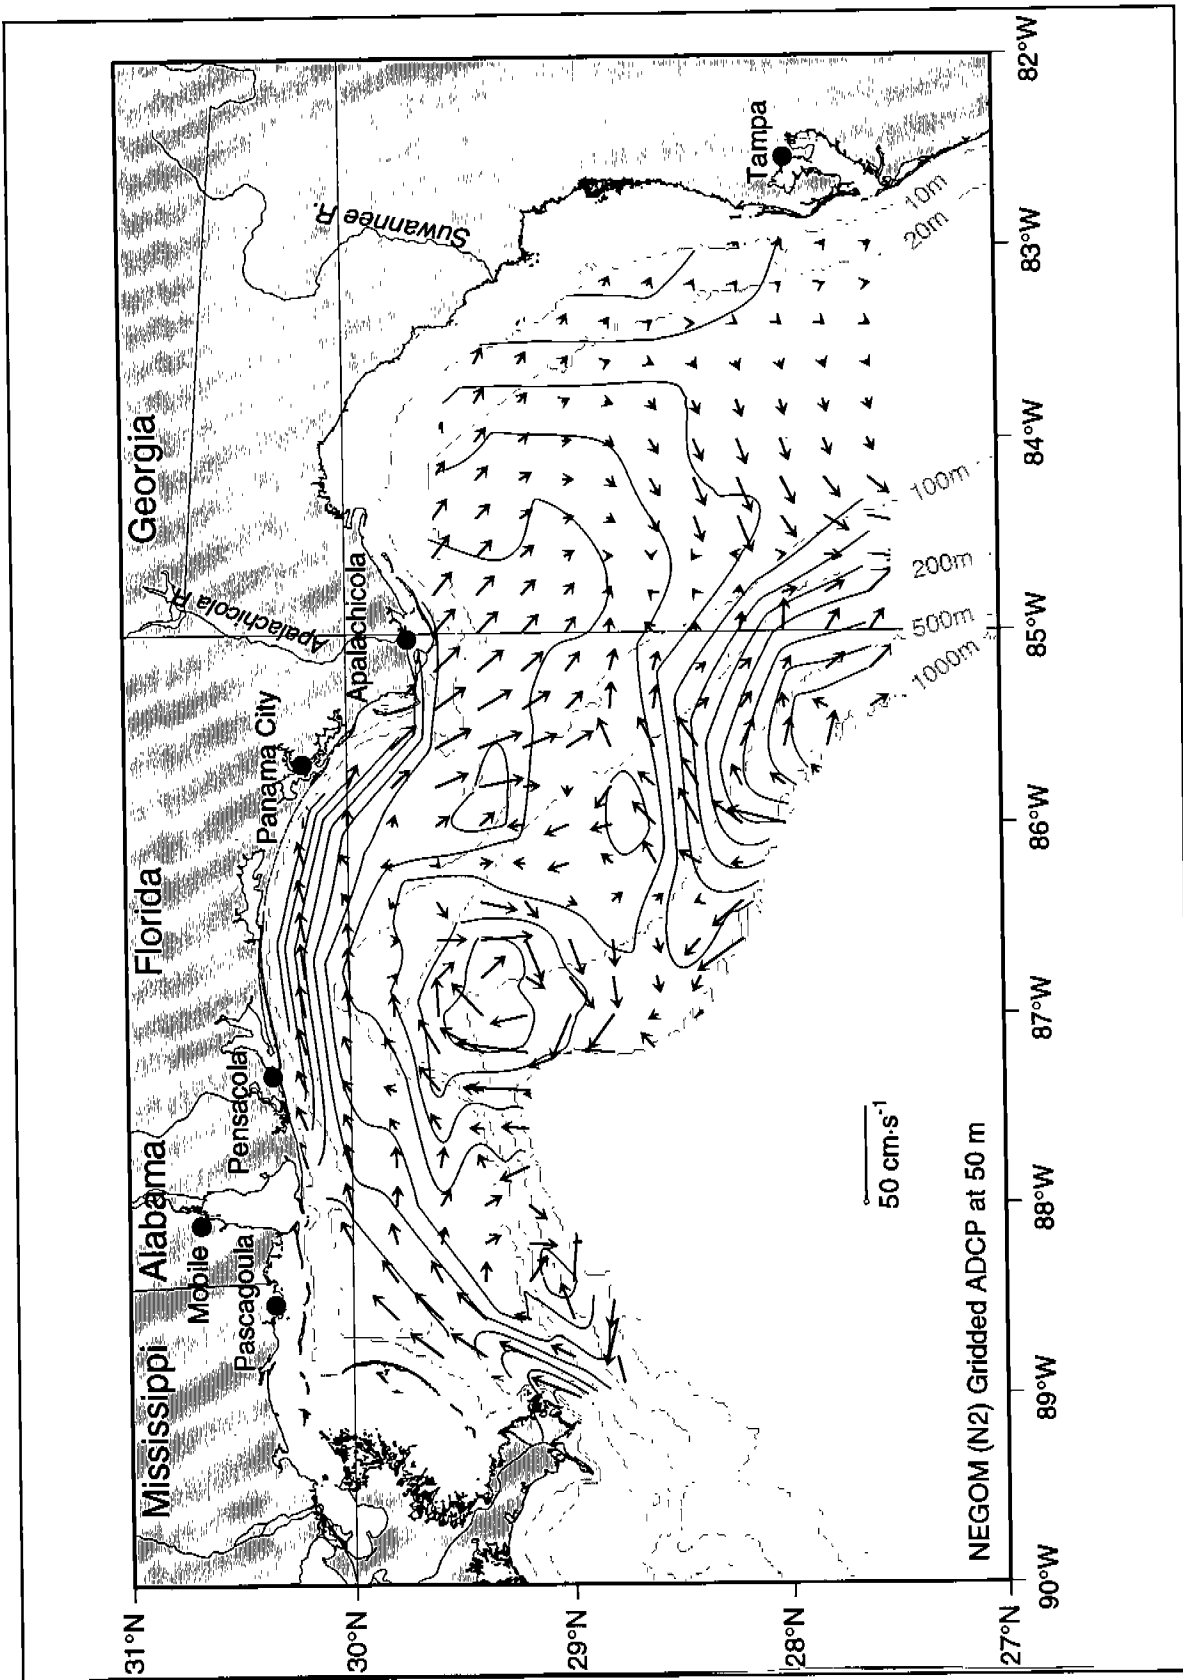 Mississippi
Alabama
Florida
Georgia
Mobile
Pascagoula
Pensacola
Panama City
Apalachicola
Apalachicola R.
Suwannee R.
Tampa
10m
20m
100m
200m
500m
1000m
50 cm·s⁻¹
NEGOM (N2) Gridded ADCP at 50 m
31°N
30°N
29°N
28°N
27°N
90°W
89°W
88°W
87°W
86°W
85°W
84°W
83°W
82°W